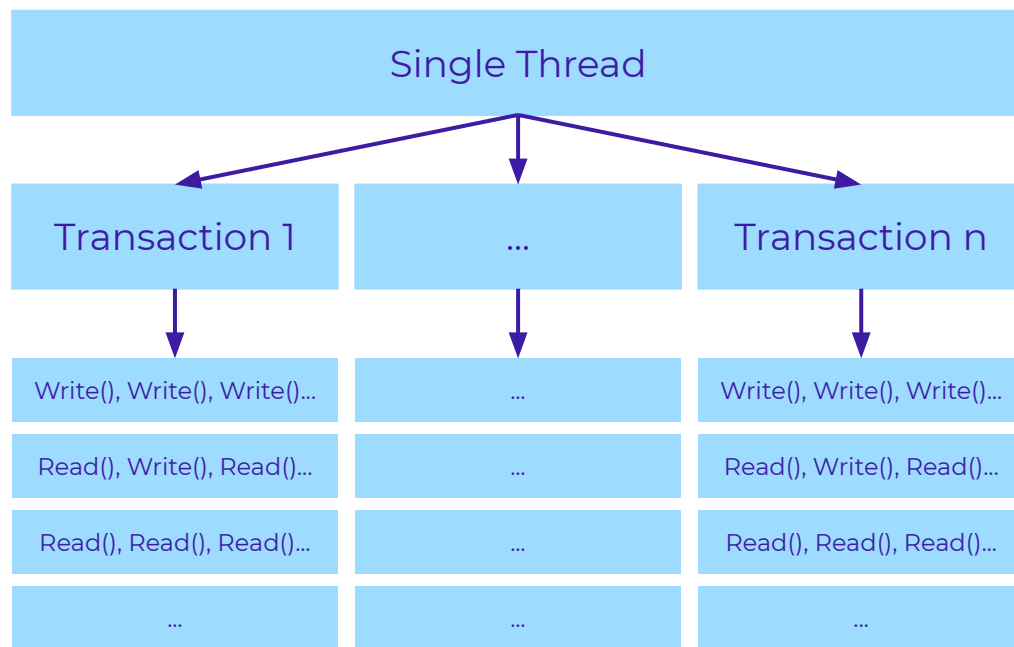 Single Thread
Transaction 1
...
Transaction n
Write(), Write(), Write()...
...
Write(), Write(), Write()...
Read(), Write(), Read()...
...
Read(), Write(), Read()...
Read(), Read(), Read()...
...
Read(), Read(), Read()...
...
...
...